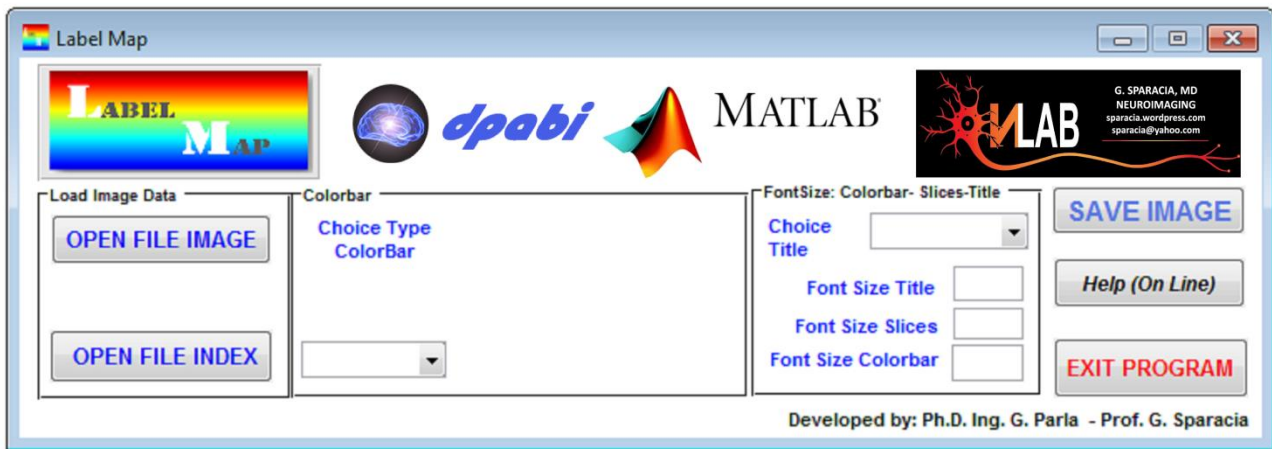 Label Map
LABEL
MAP
dpabi
MATLAB®
NLAB
G. SPARACIA, MD
NEUROIMAGING
sparacia.wordpress.com
sparacia@yahoo.com
Load Image Data
OPEN FILE IMAGE
OPEN FILE INDEX
Colorbar
Choice Type
ColorBar
FontSize: Colorbar- Slices-Title
Choice
Title
Font Size Title
Font Size Slices
Font Size Colorbar
SAVE IMAGE
Help (On Line)
EXIT PROGRAM
Developed by: Ph.D. Ing. G. Parla - Prof. G. Sparacia